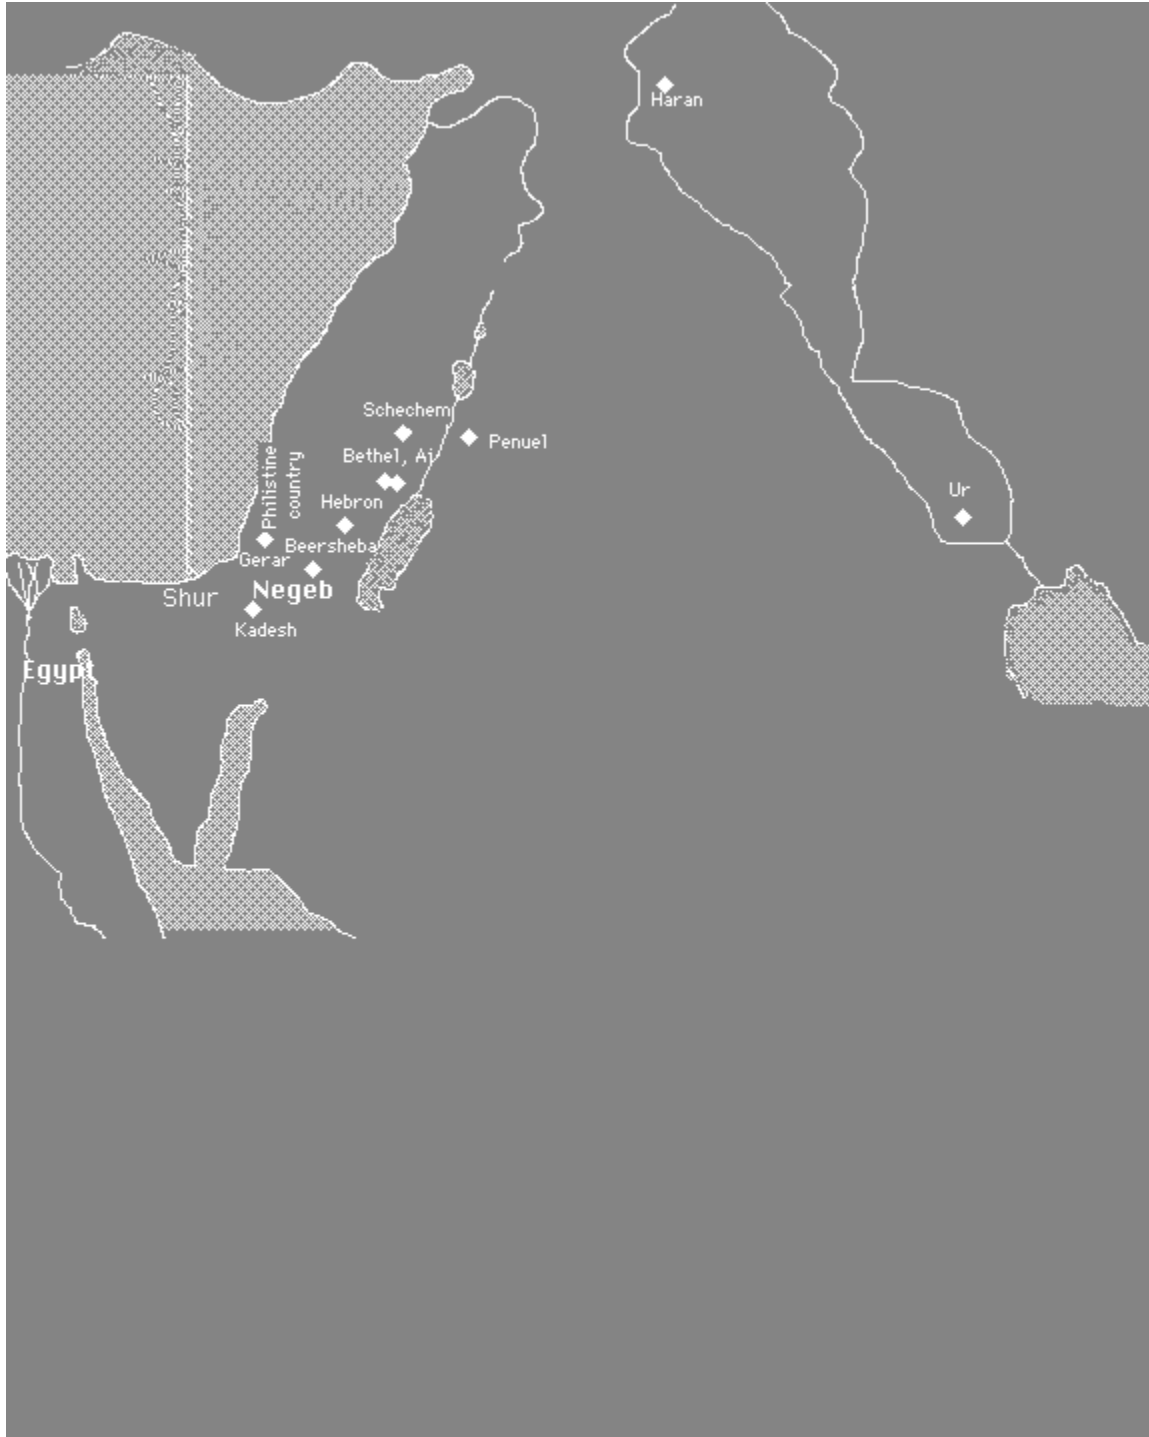 Haran
Schechem
Penuel
Bethel, Ai
Philistine
country
Ur
Hebron
Beersheba
Gerar
Negeb
Shur
Kadesh
Egypt